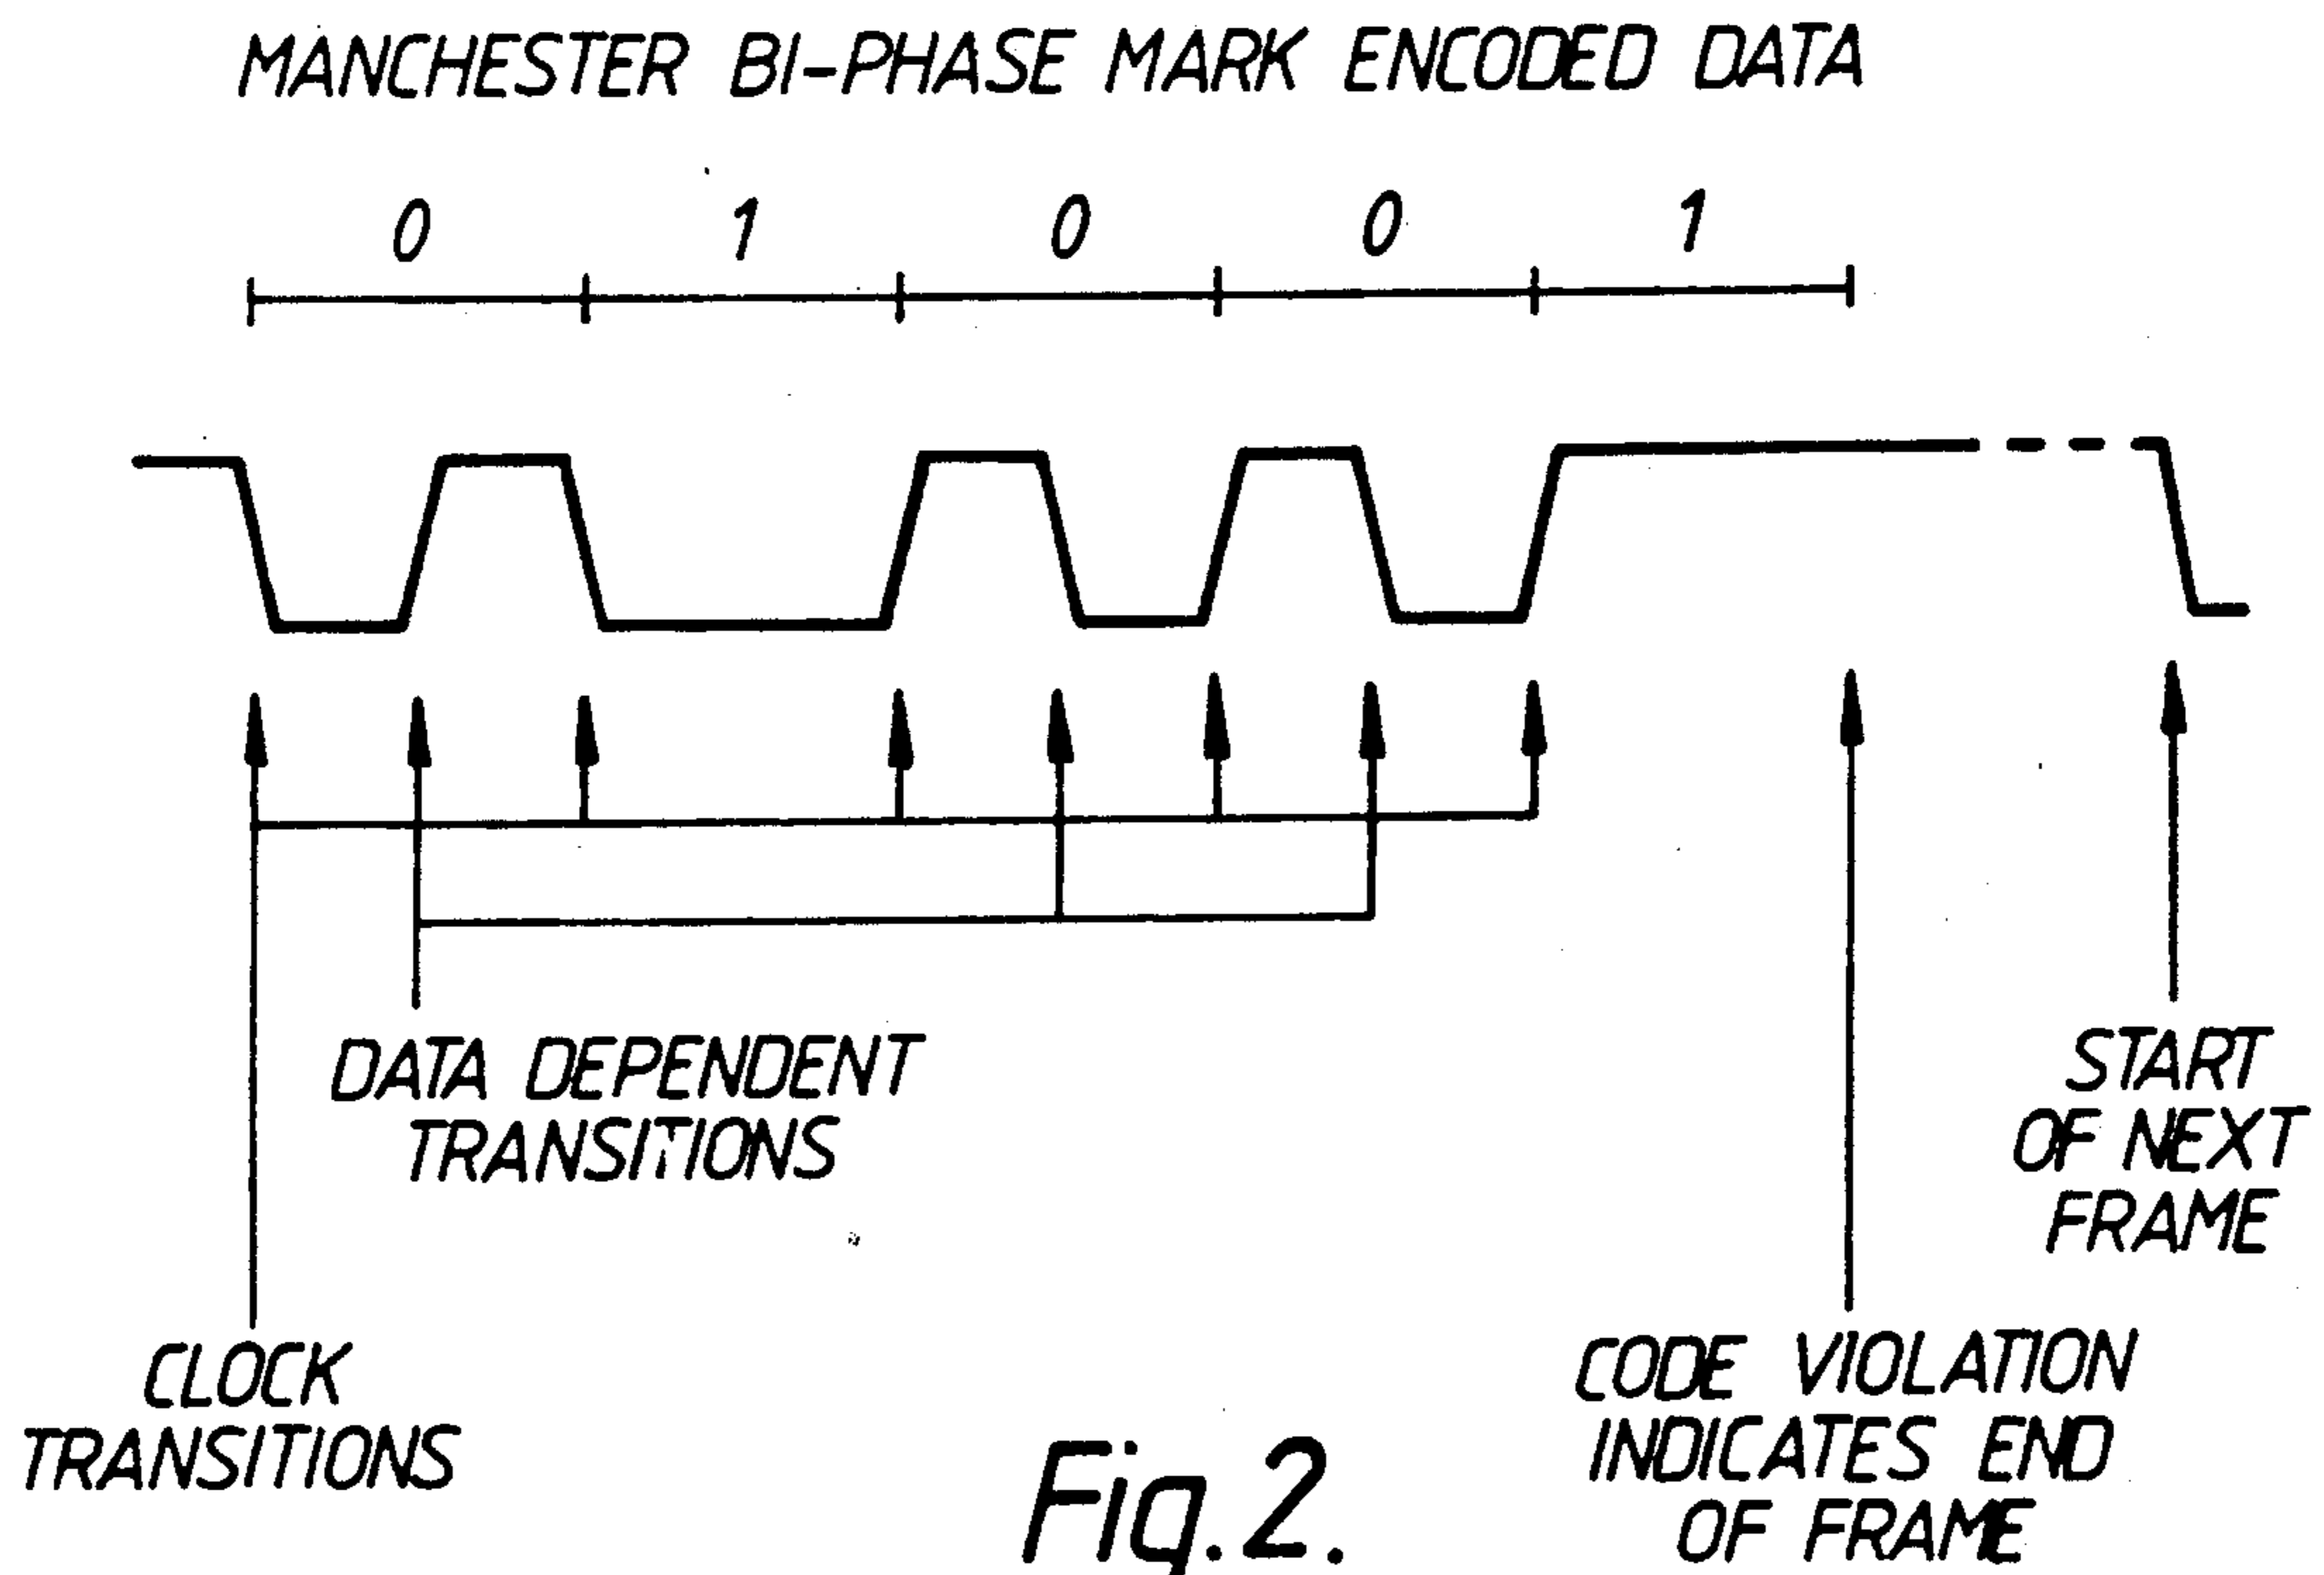 MANCHESTER BI-PHASE MARK ENCODED DATA
0 1 0 0 1
DATA DEPENDENT
TRANSITIONS
START
OF NEXT
FRAME
CLOCK
TRANSITIONS
CODE VIOLATION
INDICATES END
OF FRAME
Fig.2.